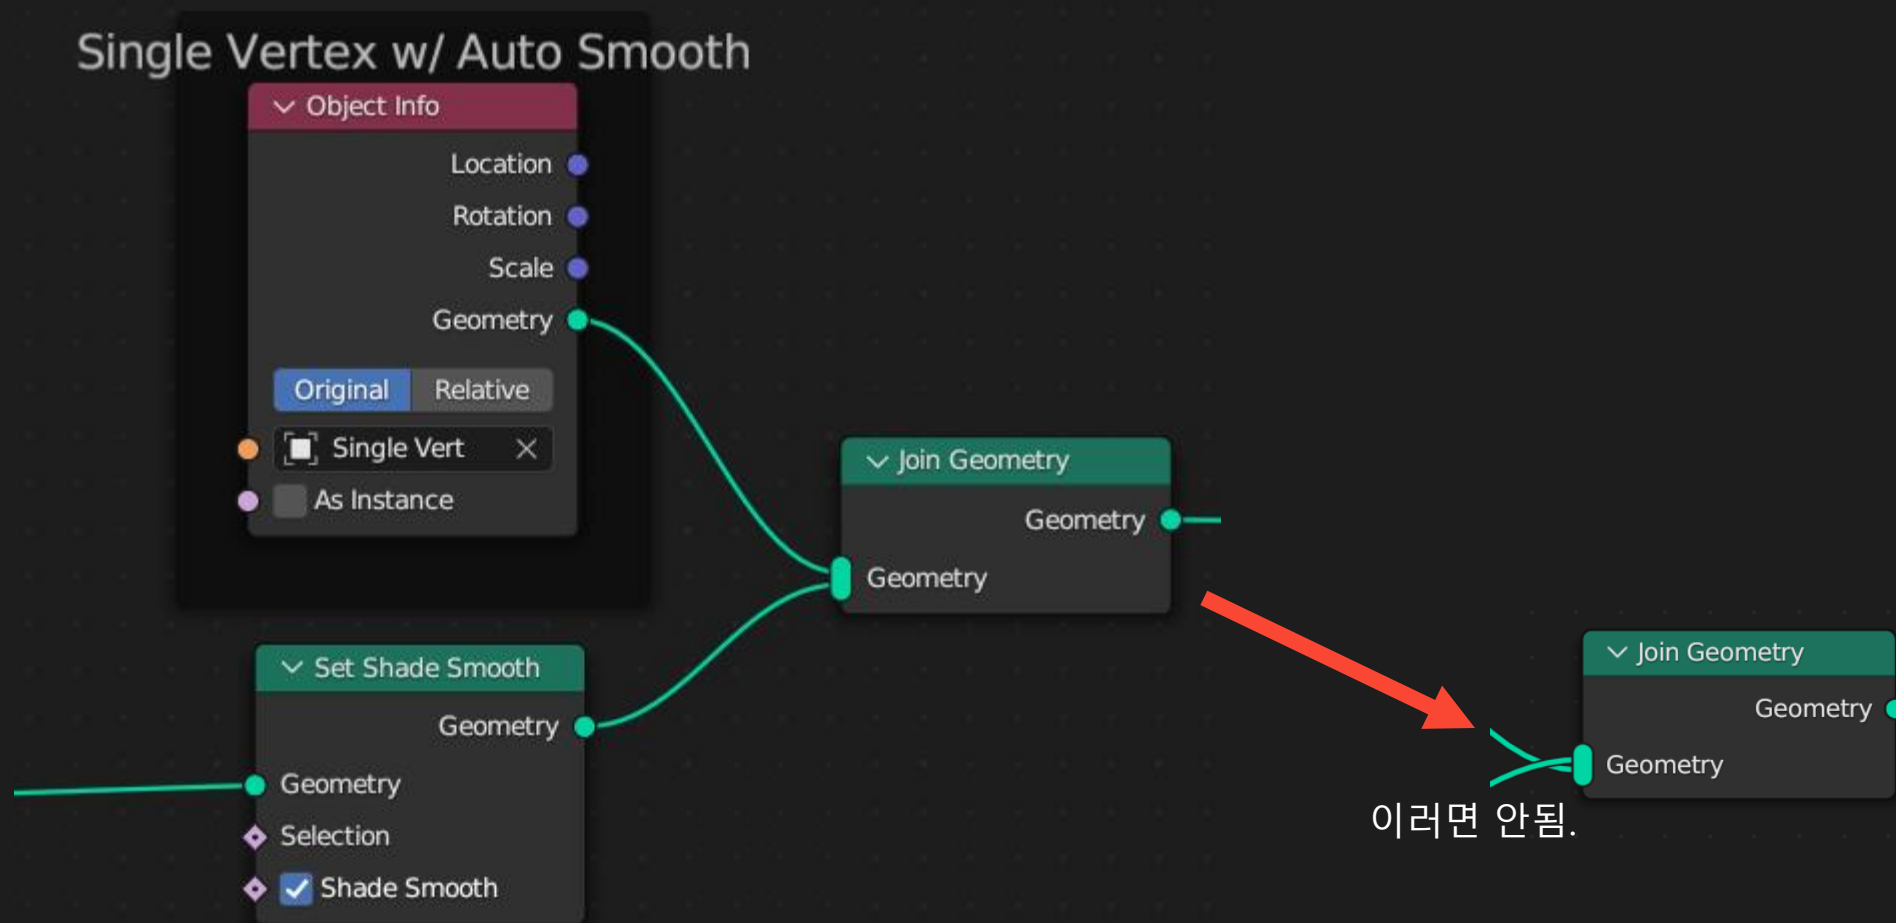 Single Vertex w/ Auto Smooth
Object Info
Location
Rotation
Scale
Geometry
Original Relative
Single Vert
As Instance
Join Geometry
Geometry
Geometry
Set Shade Smooth
Geometry
Geometry
Selection
Shade Smooth
Join Geometry
Geometry
Geometry
이러면 안됨.